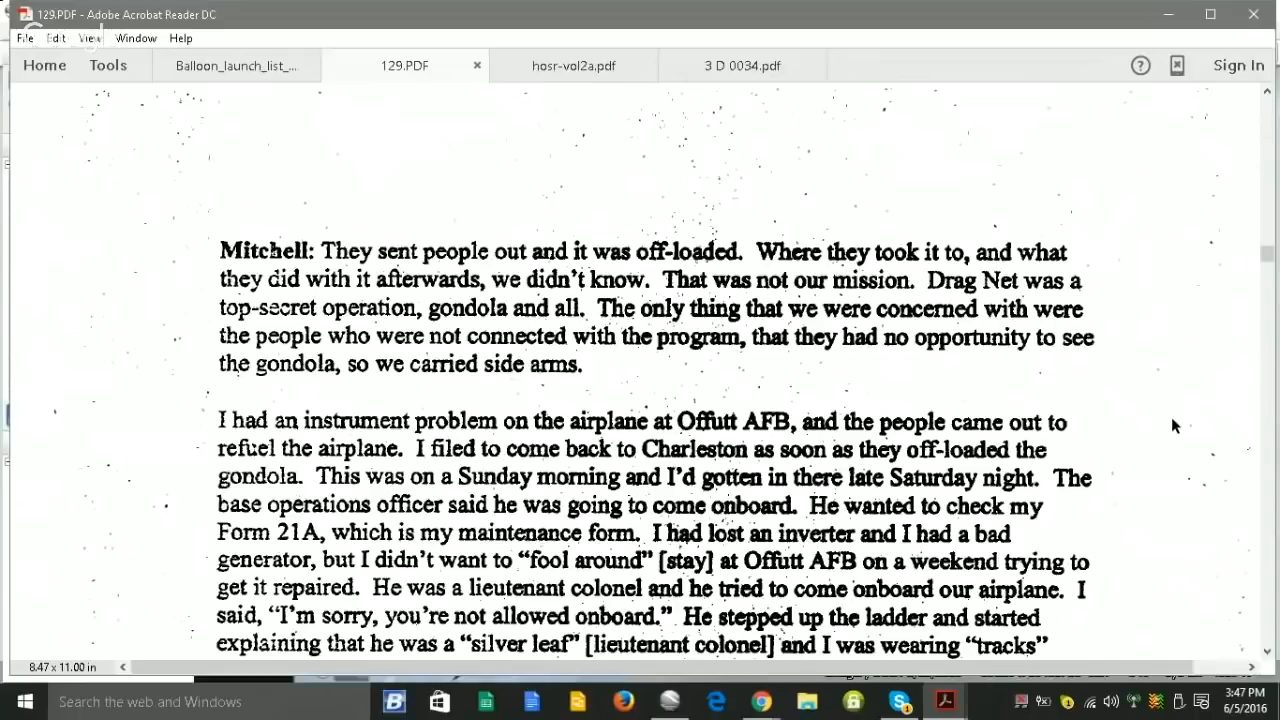 129.PDF - Adobe Acrobat Reader DC
File Edit View Window Help
Google
Home Tools Balloon_launch_list_... 129.PDF × hosr-vol2a.pdf 3 D 0034.pdf Sign In
Mitchell: They sent people out and it was off-loaded. Where they took it to, and what
they did with it afterwards, we didn't know. That was not our mission. Drag Net was a
top-secret operation, gondola and all. The only thing that we were concerned with were
the people who were not connected with the program, that they had no opportunity to see
the gondola, so we carried side arms.
I had an instrument problem on the airplane at Offutt AFB, and the people came out to
refuel the airplane. I filed to come back to Charleston as soon as they off-loaded the
gondola. This was on a Sunday morning and I'd gotten in there late Saturday night. The
base operations officer said he was going to come onboard. He wanted to check my
Form 21A, which is my maintenance form. I had lost an inverter and I had a bad
generator, but I didn't want to "fool around" [stay] at Offutt AFB on a weekend trying to
get it repaired. He was a lieutenant colonel and he tried to come onboard our airplane. I
said, "I'm sorry, you're not allowed onboard." He stepped up the ladder and started
explaining that he was a "silver leaf" [lieutenant colonel] and I was wearing "tracks"
8.47 x 11.00 in
Search the web and Windows
3:47 PM
6/5/2016